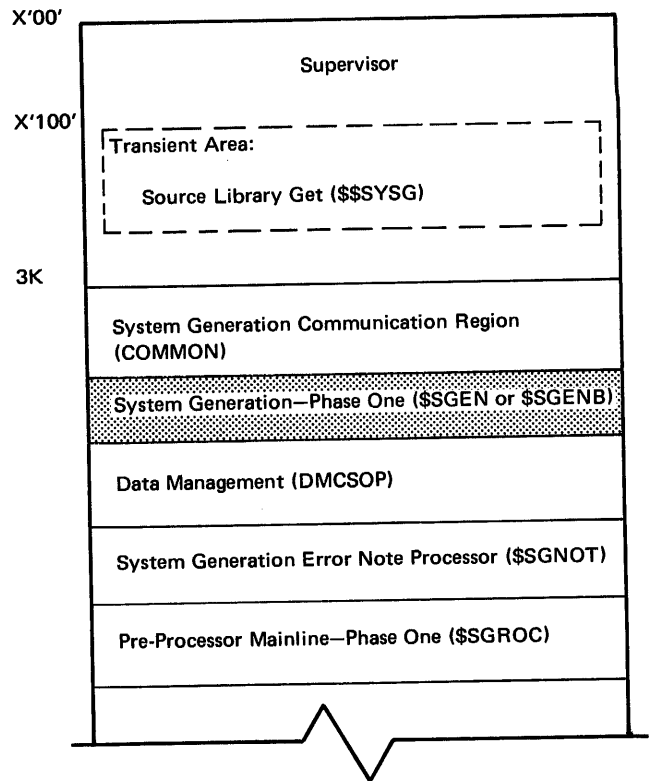 X'00'
Supervisor
X'100'
Transient Area:
Source Library Get ($$SYSG)
3K
System Generation Communication Region
(COMMON)
System Generation—Phase One ($SGEN or $SGENB)
Data Management (DMCSOP)
System Generation Error Note Processor ($SGNOT)
Pre-Processor Mainline—Phase One ($SGROC)